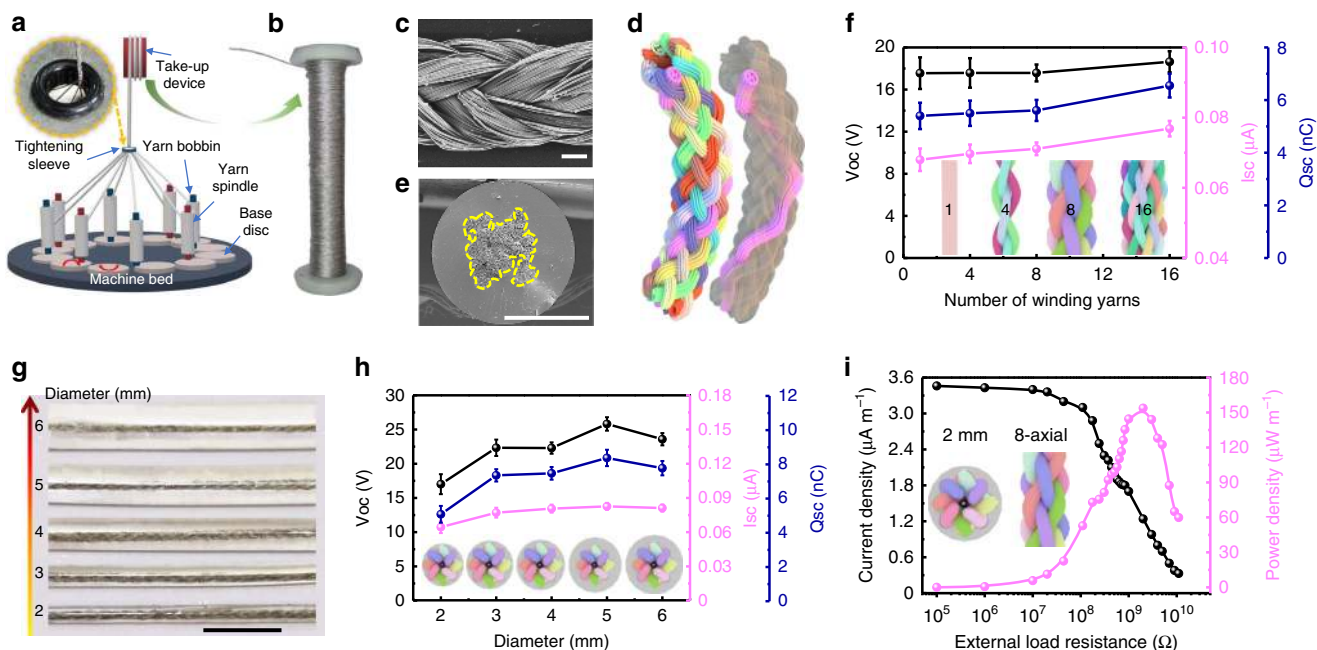 a
b
c
d
e
f
g
h
i
Take-up
device
Tightening
sleeve
Yarn bobbin
Yarn
spindle
Base
disc
Machine bed
20
16
12
8
4
0
Voc (V)
0
4
8
12
16
Number of winding yarns
1
4
8
16
0.10
0.08
0.06
0.04
Isc (µA)
8
6
4
2
0
Qsc (nC)
Diameter (mm)
6
5
4
3
2
30
25
20
15
10
5
0
Voc (V)
2
3
4
5
6
Diameter (mm)
0.18
0.15
0.12
0.09
0.06
0.03
0.00
Isc (µA)
12
10
8
6
4
2
0
Qsc (nC)
3.6
3.0
2.4
1.8
1.2
0.6
0.0
Current density (µA m⁻¹)
2 mm
8-axial
10⁵
10⁶
10⁷
10⁸
10⁹
10¹⁰
External load resistance (Ω)
180
150
120
90
60
30
0
Power density (µW m⁻¹)